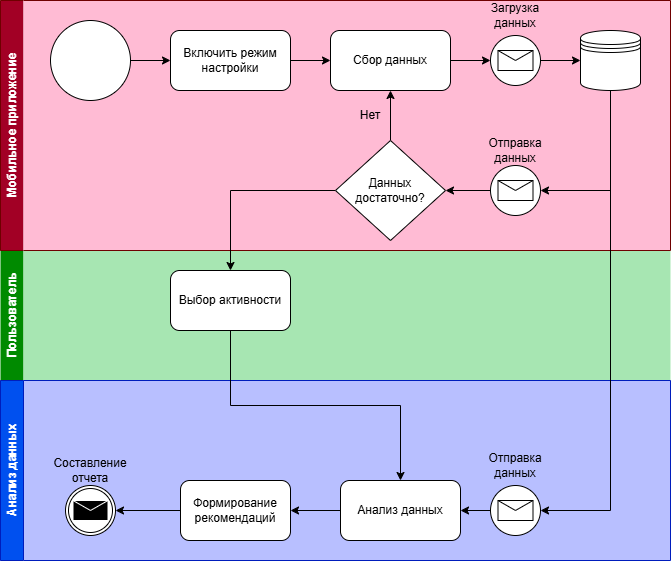 Мобильное приложение
Включить режим
настройки
Сбор данных
Загрузка
данных
Нет
Данных
достаточно?
Отправка
данных
Пользователь
Выбор активности
Анализ данных
Составление
отчета
Формирование
рекомендаций
Анализ данных
Отправка
данных